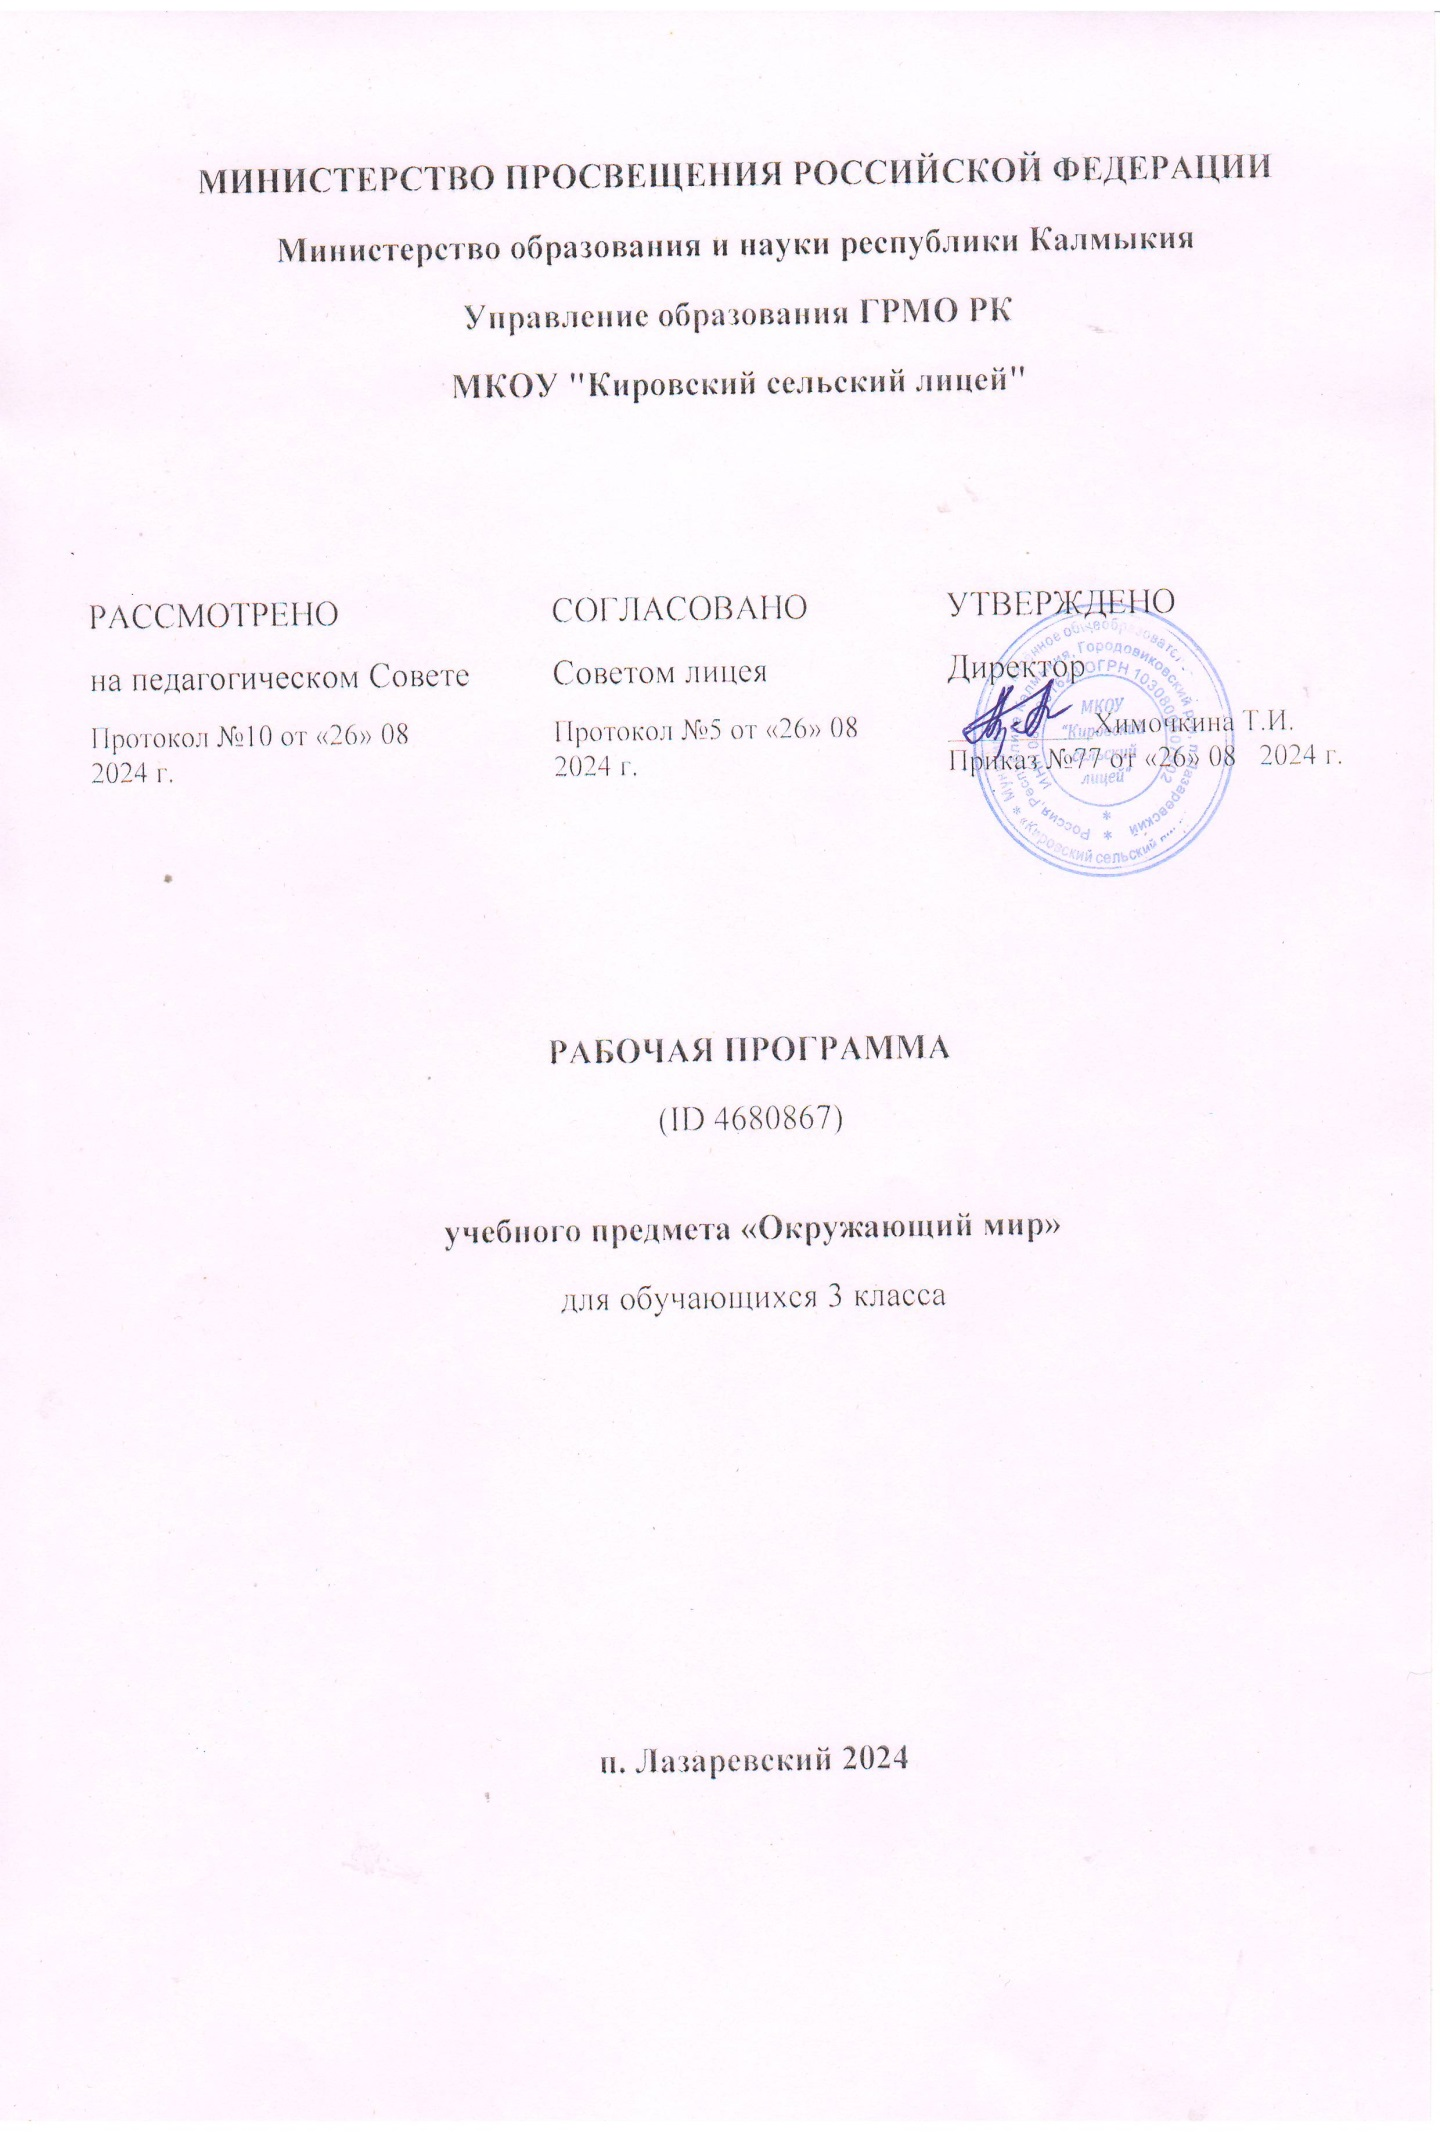 МИНИСТЕРСТВО ПРОСВЕЩЕНИЯ РОССИЙСКОЙ ФЕДЕРАЦИИ
Министерство образования и науки республики Калмыкия
Управление образования ГРМО РК
МКОУ "Кировский сельский лицей"
РАССМОТРЕНО
на педагогическом Совете
Протокол №10 от «26» 08
2024 г.
СОГЛАСОВАНО
Советом лицея
Протокол №5 от «26» 08
2024 г.
УТВЕРЖДЕНО
Директор
Химочкина Т.И.
Приказ №77 от «26» 08 2024 г.
МКОУ
"Кировский
сельский
лицей"
РАБОЧАЯ ПРОГРАММА
(ID 4680867)
учебного предмета «Окружающий мир»
для обучающихся 3 класса
п. Лазаревский 2024